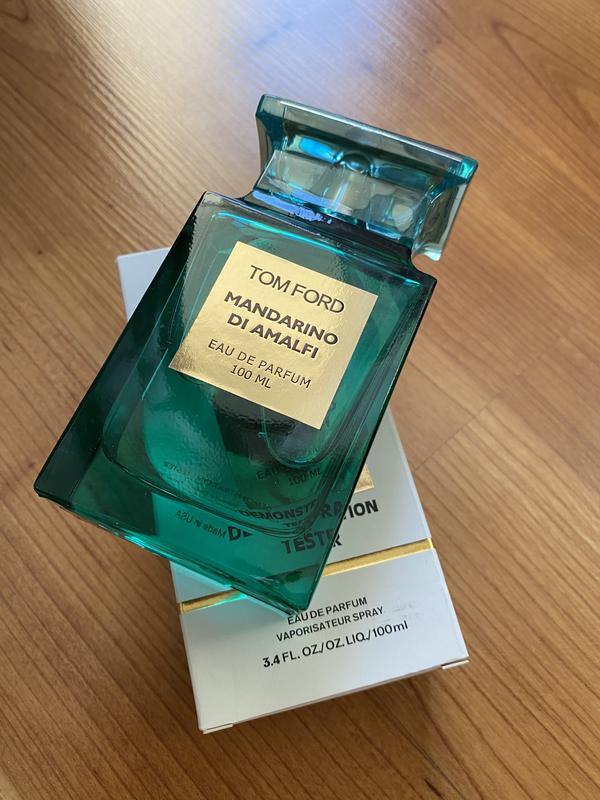 TOM FORD
MANDARINO
DI AMALFI
EAU DE PARFUM
100 ML
100 ML
Made in USA
DEMONSTRATION
TESTER
EAU DE PARFUM
VAPORISATEUR SPRAY
3.4 FL. OZ./OZ. LIQ./100ml